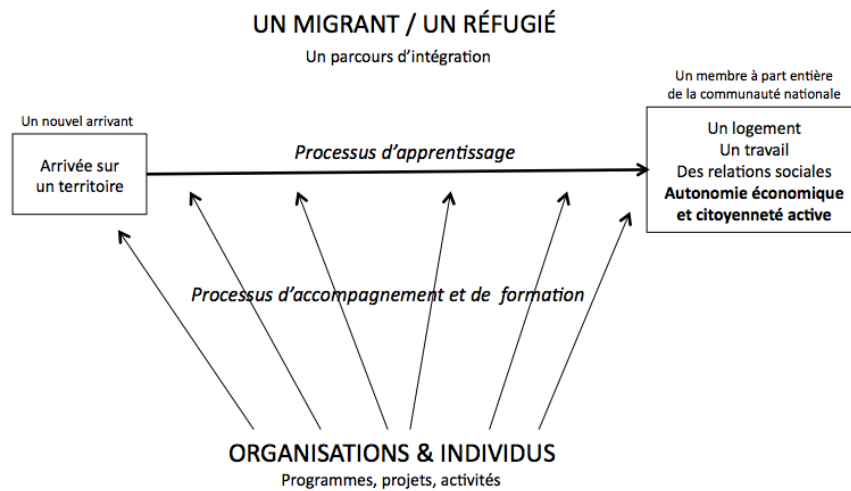 UN MIGRANT / UN RÉFUGIÉ
Un parcours d’intégration
Un membre à part entière
de la communauté nationale
Un nouvel arrivant
Arrivée sur
un territoire
Processus d’apprentissage
Un logement
Un travail
Des relations sociales
Autonomie économique
et citoyenneté active
Processus d’accompagnement et de formation
ORGANISATIONS & INDIVIDUS
Programmes, projets, activités